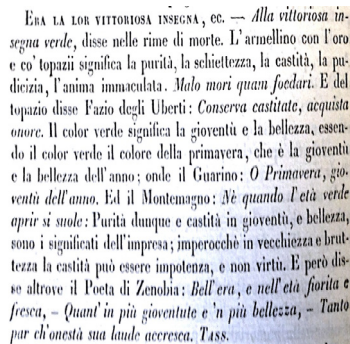 ERA LA LOR VITTORIOSA INSEGNA, ec. — Alla vittoriosa in-
segna verde, disse nelle rime di morte. L'armellino con l'oro
e co' topazii significa la purità, la schiettezza, la castità, la pu-
dicizia, l'anima immaculata. Malo mori quam foedari. E del
topazio disse Fazio degli Uberti: Conserva castitate, acquista
onore. Il color verde significa la gioventù e la bellezza, essen-
do il color verde il colore della primavera, che è la gioventù
e la bellezza dell'anno; onde il Guarino: O Primavera, gio-
ventù dell'anno. Ed il Montemagno: Nè quando l'età verde
aprir si suole: Purità dunque e castità in gioventù, e bellezza,
sono i significati dell'impresa; imperocchè in vecchiezza e brut-
tezza la castità può essere impotenza, e non virtù. E però dis-
se altrove il Poeta di Zenobia: Bell'era, e nell'età fiorita e
fresca, – Quant' in più gioventute e 'n più bellezza, – Tanto
par ch'onestà sua laude accresca. TASS.